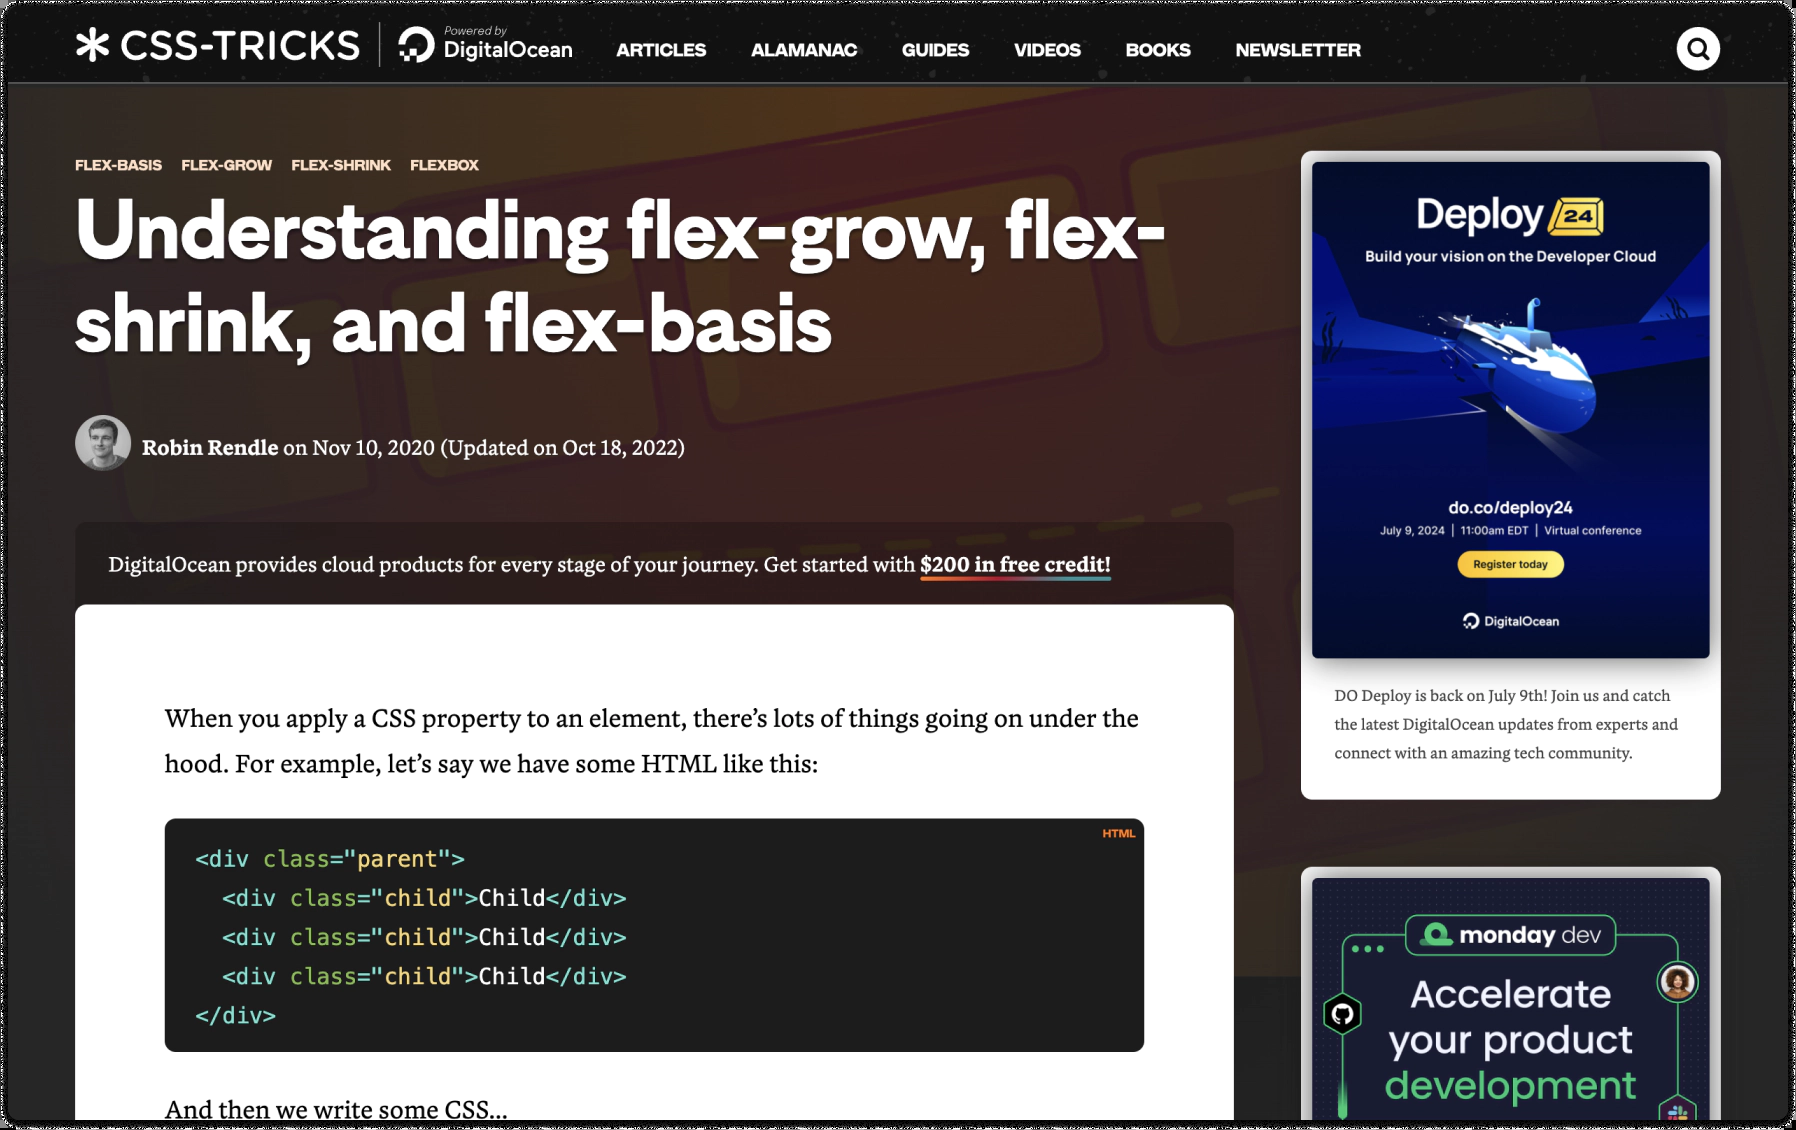 CSS-TRICKS
Powered by
DigitalOcean
ARTICLES ALAMANAC GUIDES VIDEOS BOOKS NEWSLETTER
FLEX-BASIS FLEX-GROW FLEX-SHRINK FLEXBOX
Understanding flex-grow, flex-
shrink, and flex-basis
Robin Rendle on Nov 10, 2020 (Updated on Oct 18, 2022)
DigitalOcean provides cloud products for every stage of your journey. Get started with $200 in free credit!
When you apply a CSS property to an element, there’s lots of things going on under the
hood. For example, let’s say we have some HTML like this:
HTML
<div class="parent">
  <div class="child">Child</div>
  <div class="child">Child</div>
  <div class="child">Child</div>
</div>
And then we write some CSS...
Deploy 24
Build your vision on the Developer Cloud
do.co/deploy24
July 9, 2024 | 11:00am EDT | Virtual conference
Register today
DigitalOcean
DO Deploy is back on July 9th! Join us and catch
the latest DigitalOcean updates from experts and
connect with an amazing tech community.
monday dev
Accelerate
your product
development